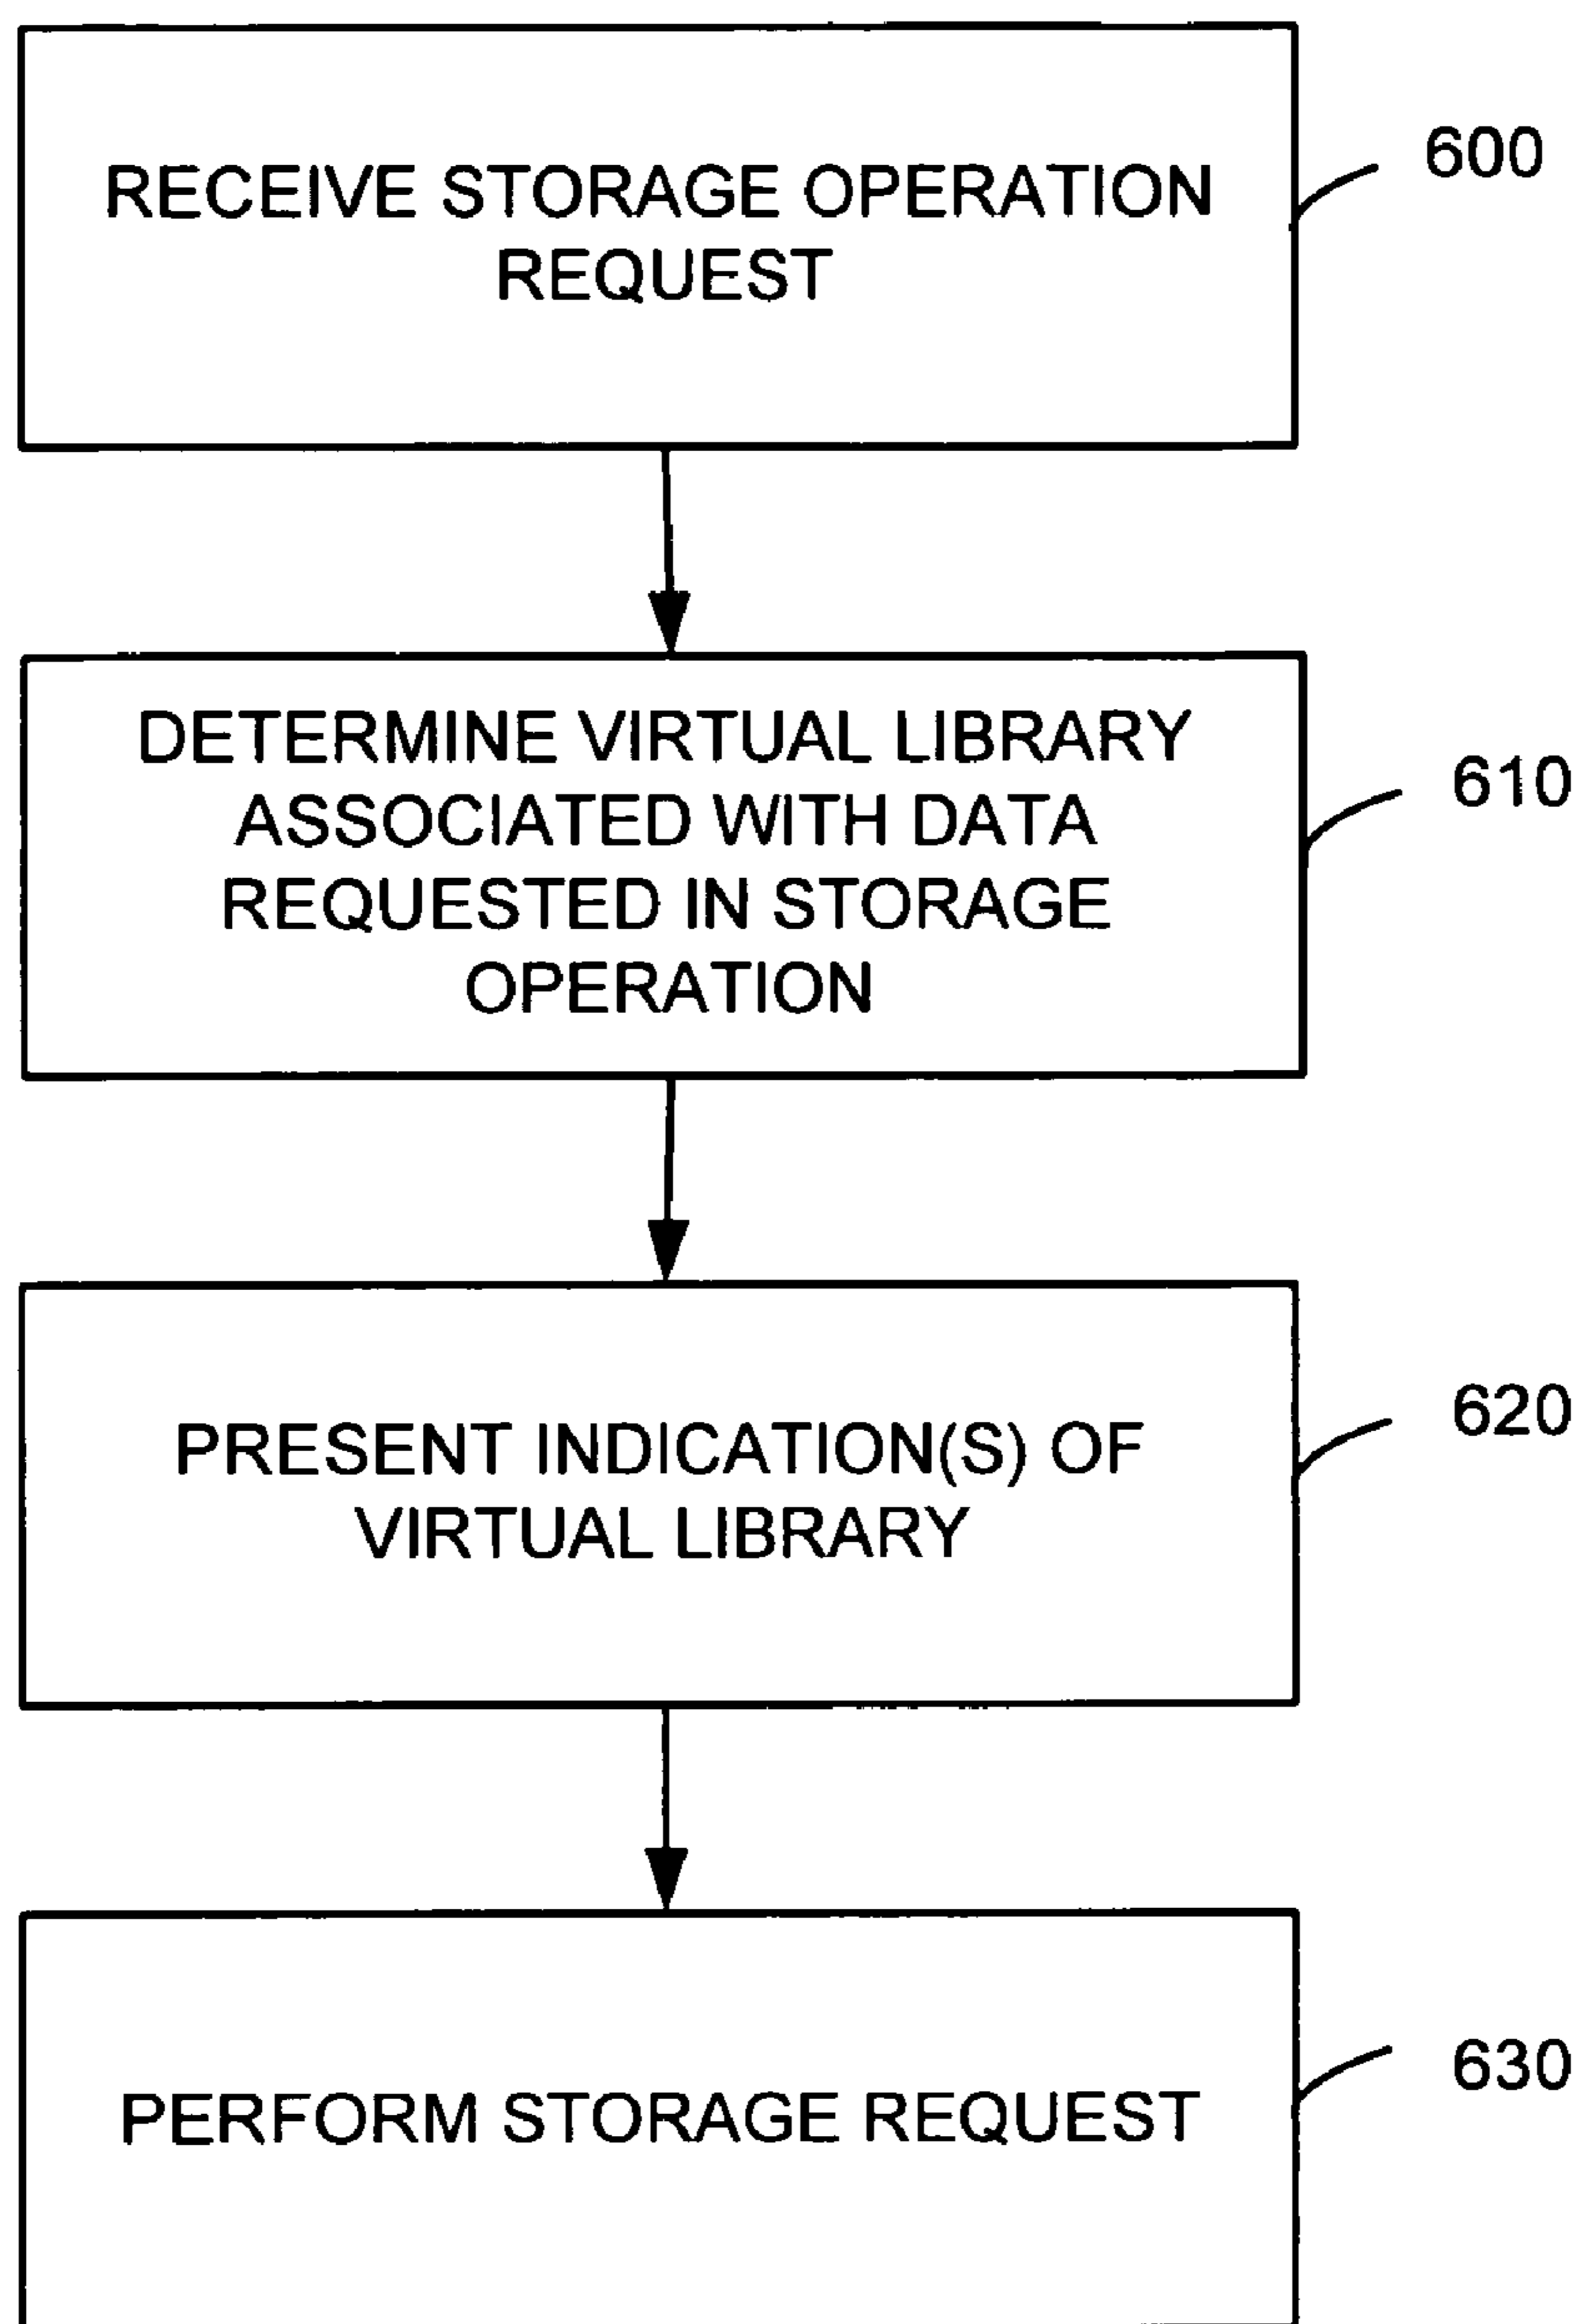 RECEIVE STORAGE OPERATION
REQUEST
600
DETERMINE VIRTUAL LIBRARY
ASSOCIATED WITH DATA
REQUESTED IN STORAGE
OPERATION
610
PRESENT INDICATION(S) OF
VIRTUAL LIBRARY
620
PERFORM STORAGE REQUEST
630